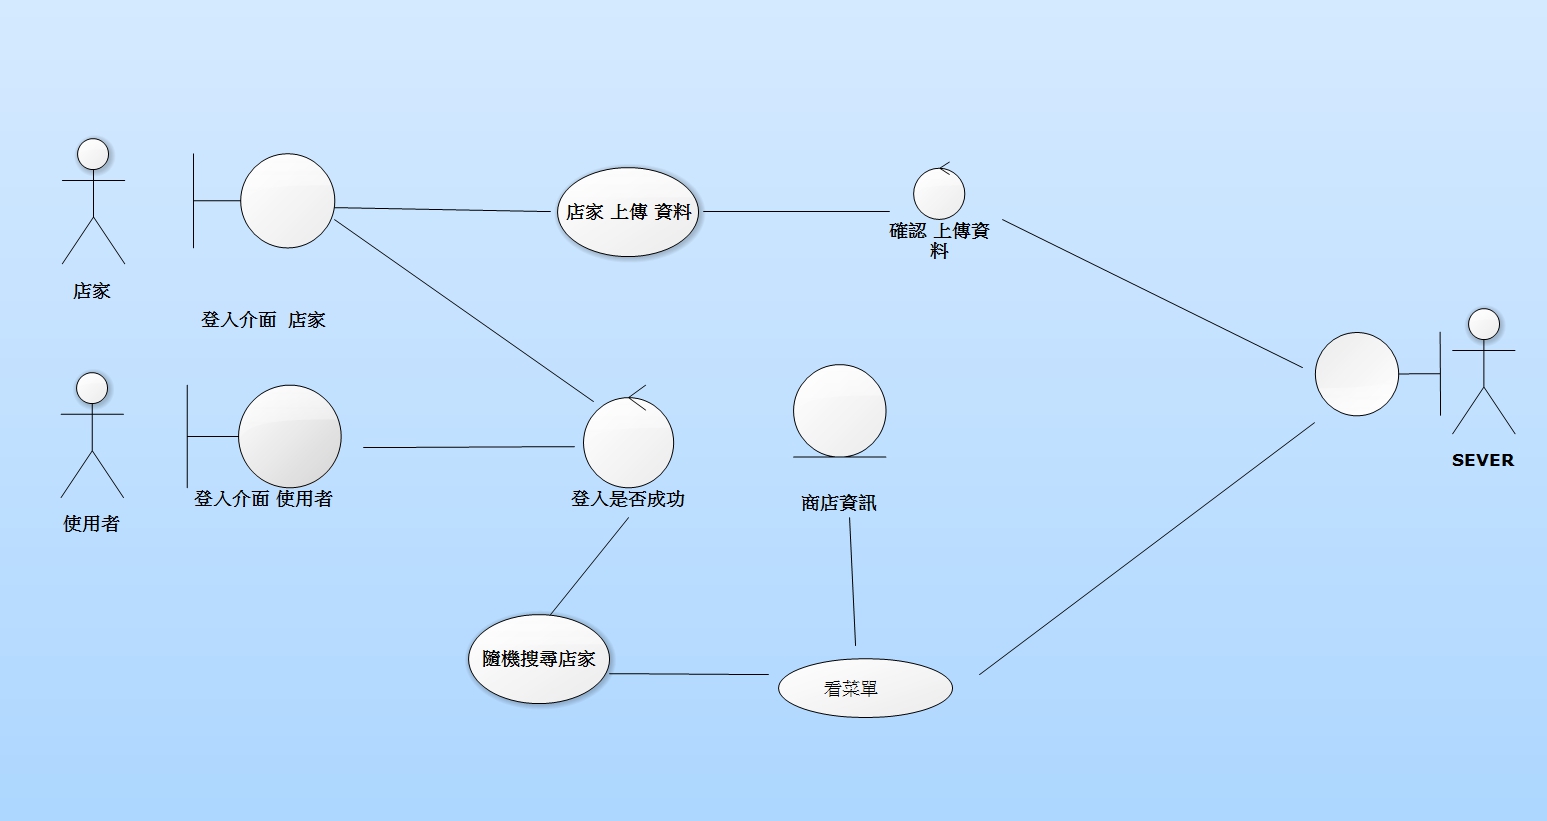 店家 上傳 資料
確認 上傳資
料
店家
登入介面 店家
SEVER
登入介面 使用者
登入是否成功
商店資訊
使用者
隨機搜尋店家
看菜單